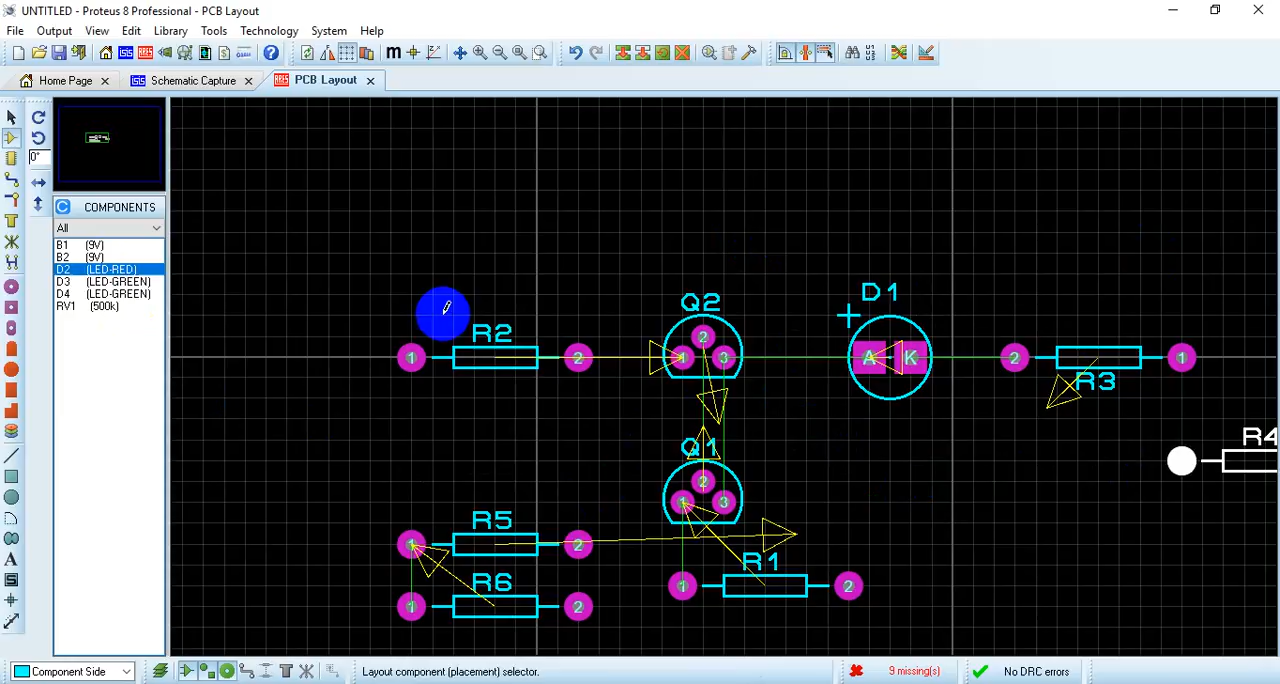 UNTITLED - Proteus 8 Professional - PCB Layout
File Output View Edit Library Tools Technology System Help
Home Page Schematic Capture PCB Layout
0°
COMPONENTS
All
B1 (9V)
B2 (9V)
D2 (LED-RED)
D3 (LED-GREEN)
D4 (LED-GREEN)
RV1 (500k)
D1
Q2
R2
2
1 2 1 3 A K 2 1
R3
R4
Q1
2
1 3
R5
1 2
R1
R6
1 2
1 2
Component Side
Layout component (placement) selector.
9 missing(s)
No DRC errors